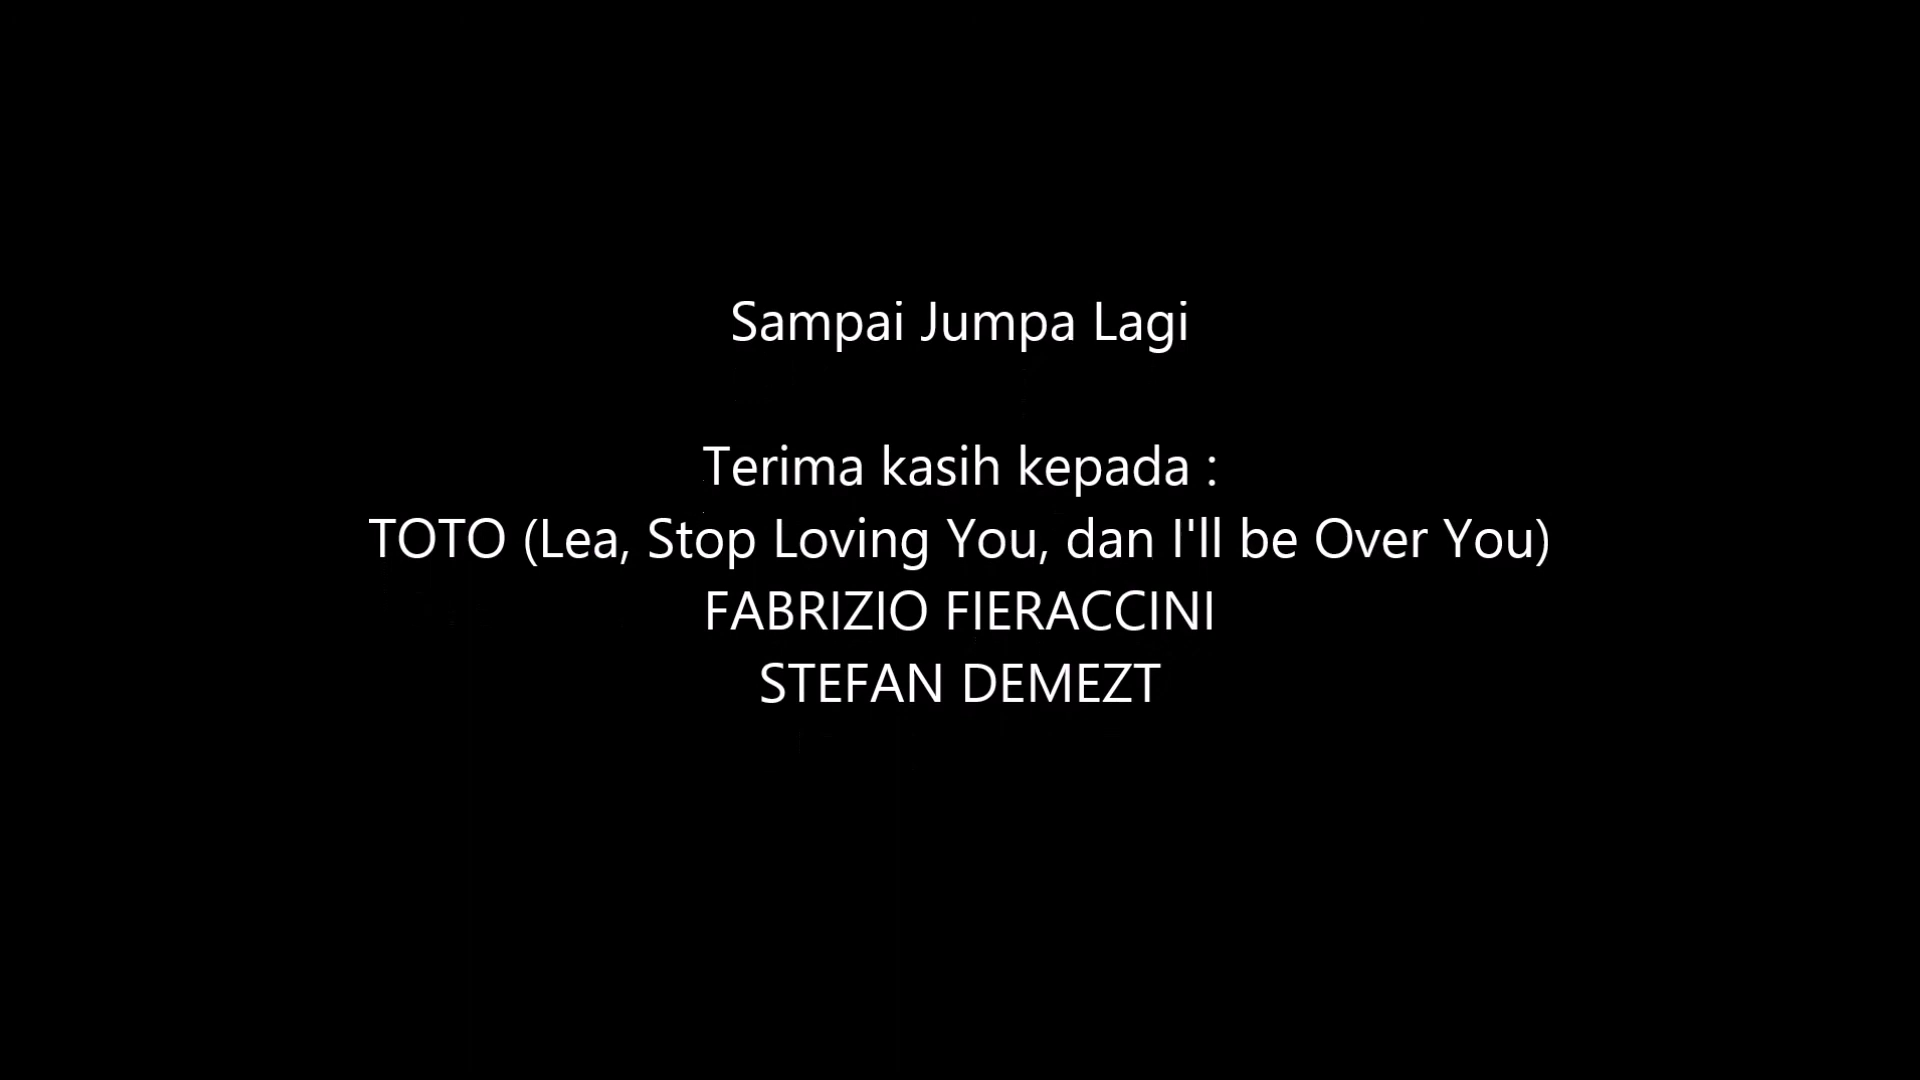 Sampai Jumpa Lagi
Terima kasih kepada :
TOTO (Lea, Stop Loving You, dan I'll be Over You)
FABRIZIO FIERACCINI
STEFAN DEMEZT